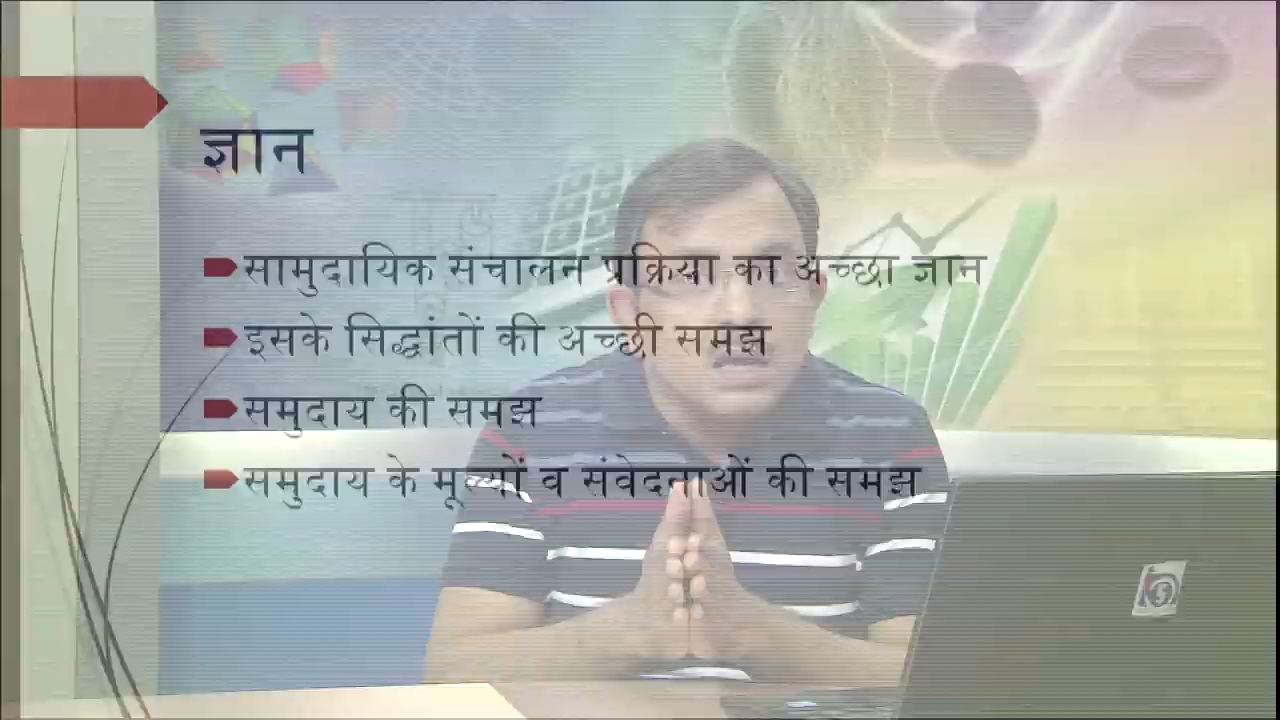 ज्ञान
सामुदायिक संचालन प्रक्रिया का अच्छा ज्ञान
इसके सिद्धांतों की अच्छी समझ
समुदाय की समझ
समुदाय के मूल्यों व संवेदनाओं की समझ